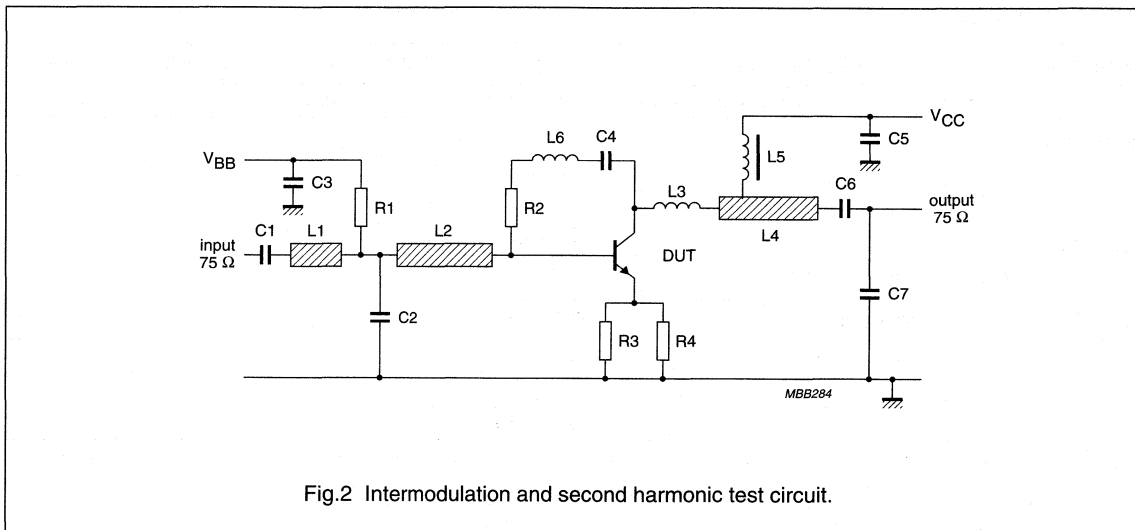 VCC
C5
L6
C4
L5
VBB
C3
L3
C6
output
75 Ω
R1
R2
C1
L1
L2
L4
input
75 Ω
DUT
C7
C2
R3
R4
MBB284
Fig.2 Intermodulation and second harmonic test circuit.